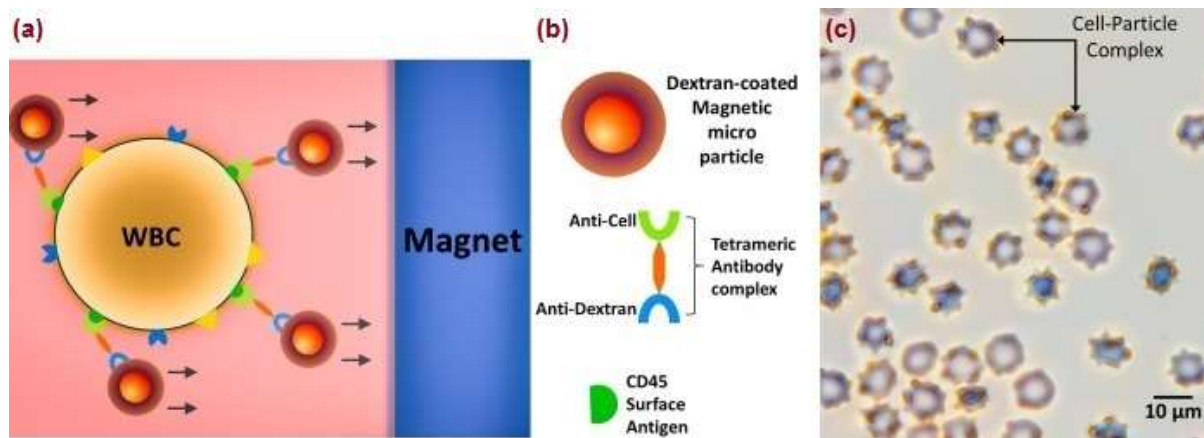 (a)
WBC
Magnet
(b)
Dextran-coated
Magnetic
micro
particle
Anti-Cell
Tetrameric
Antibody
complex
Anti-Dextran
CD45
Surface
Antigen
(c)
Cell-Particle
Complex
10 µm